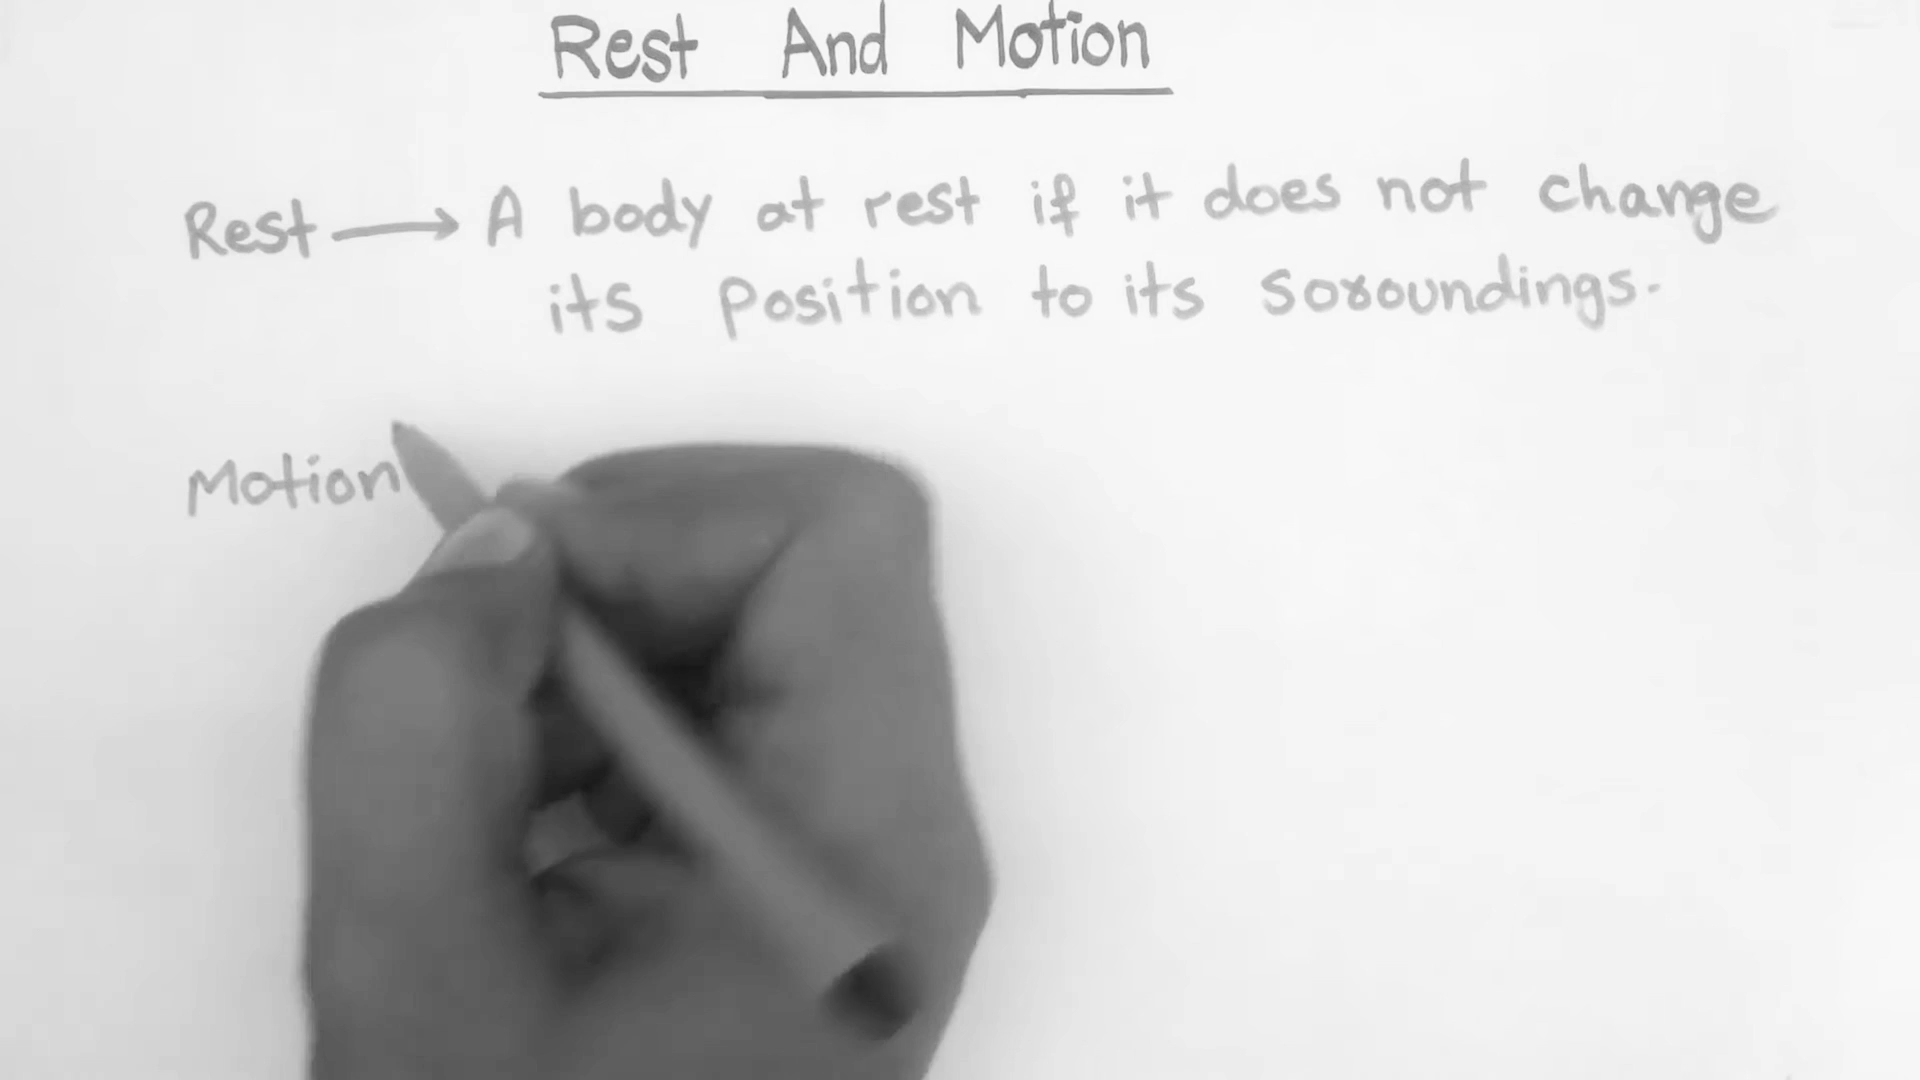 Rest And Motion
Rest → A body at rest if it does not change
its position to its soroundings.
Motion